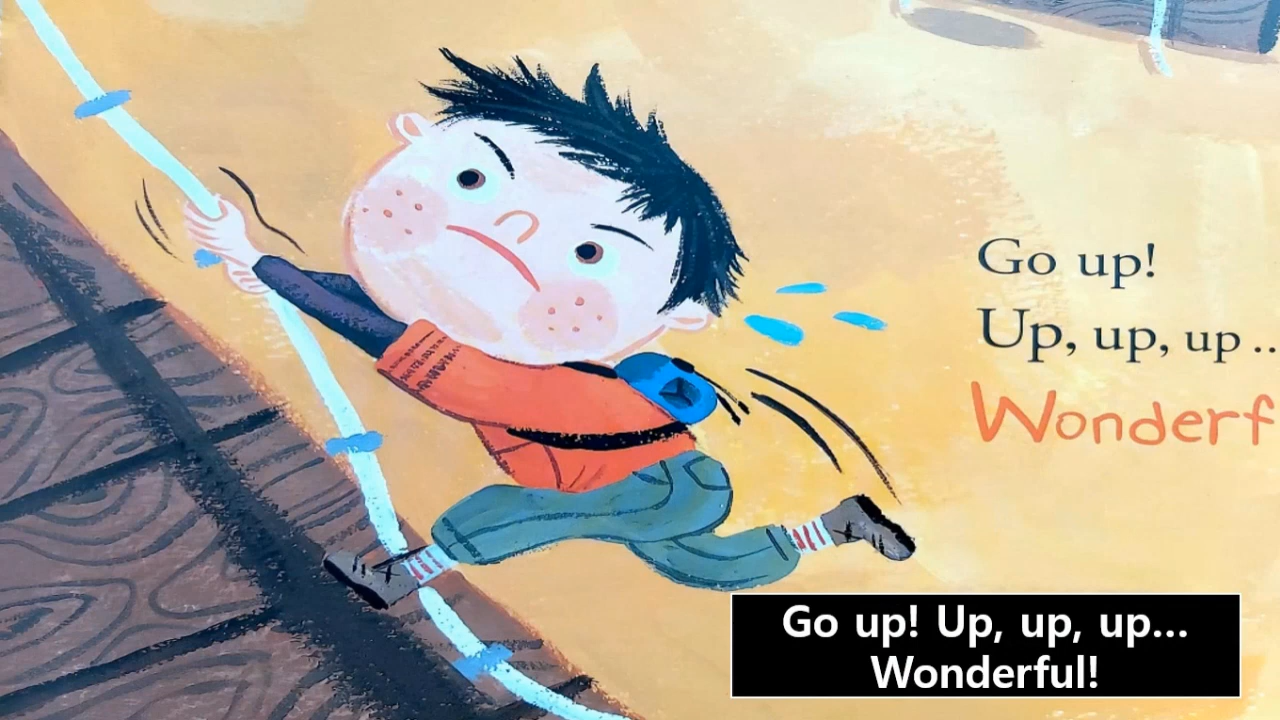 Go up!
Up, up, up..
Wonderf
Go up! Up, up, up...
Wonderful!